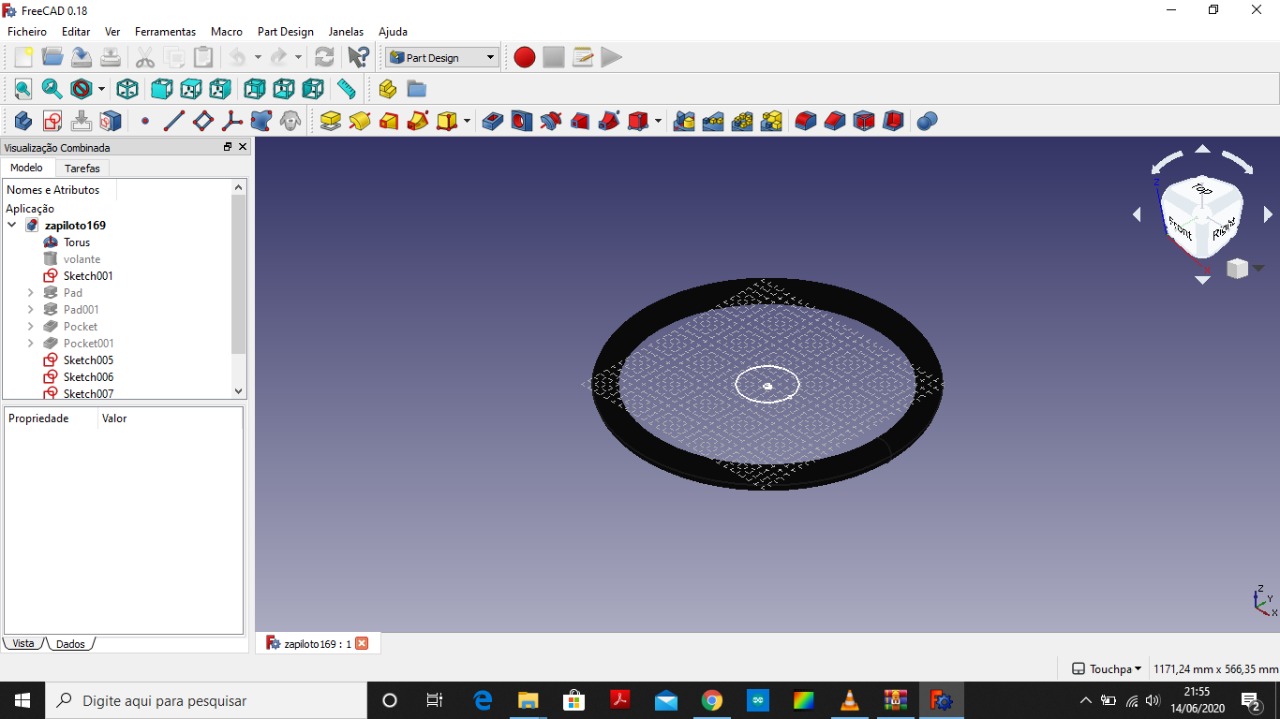 FreeCAD 0.18
Ficheiro Editar Ver Ferramentas Macro Part Design Janelas Ajuda
Part Design
Visualização Combinada
Modelo Tarefas
Nomes e Atributos
Aplicação
zapiloto169
Torus
volante
Sketch001
Pad
Pad001
Pocket
Pocket001
Sketch005
Sketch006
Sketch007
Propriedade Valor
Vista Dados
Top
Front
Right
Z
X
Z
Y
X
zapiloto169 : 1
Touchpa 1171,24 mm x 566,35 mm
Digite aqui para pesquisar
21:55
14/06/2020
2